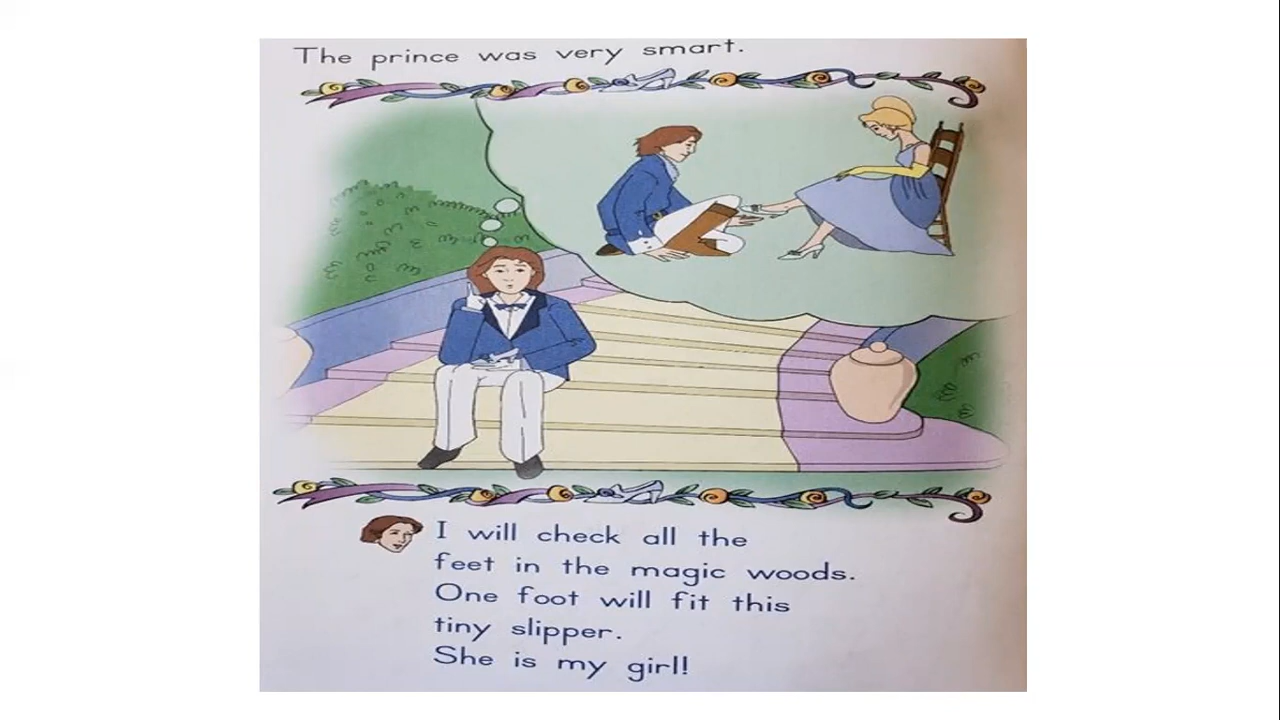 The prince was very smart.
I will check all the
feet in the magic woods.
One foot will fit this
tiny slipper.
She is my girl!